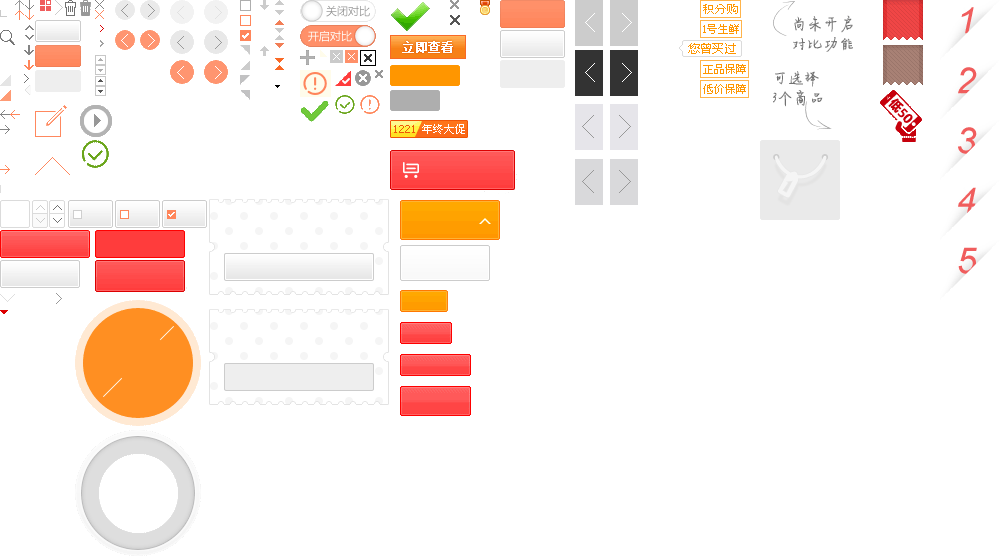 关闭对比
开启对比
立即查看
1221 年终大促
积分购
1号生鲜
您曾买过
正品保障
低价保障
尚未开启
对比功能
可选择
3个商品
低50
1
2
3
4
5